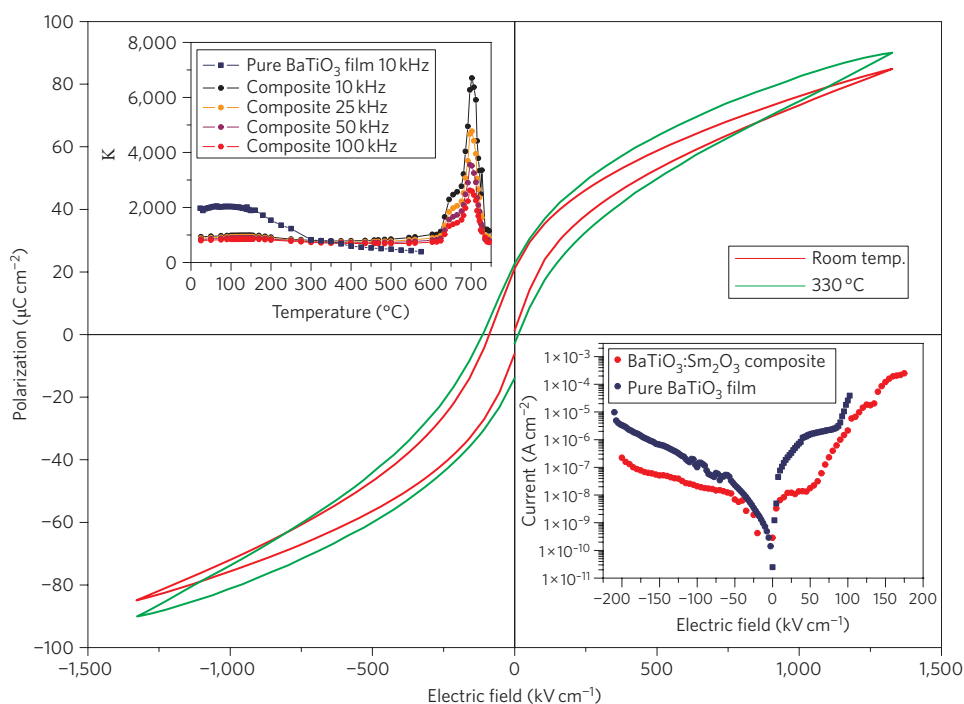 100
80
60
40
20
0
−20
−40
−60
−80
−100
Polarization (μC cm⁻²)
−1,500
−1,000
−500
0
500
1,000
1,500
Electric field (kV cm⁻¹)
8,000
6,000
4,000
2,000
0
K
Pure BaTiO₃ film 10 kHz
Composite 10 kHz
Composite 25 kHz
Composite 50 kHz
Composite 100 kHz
0 100 200 300 400 500 600 700
Temperature (°C)
Room temp.
330 °C
BaTiO₃:Sm₂O₃ composite
Pure BaTiO₃ film
1×10⁻³
1×10⁻⁴
1×10⁻⁵
1×10⁻⁶
1×10⁻⁷
1×10⁻⁸
1×10⁻⁹
1×10⁻¹⁰
1×10⁻¹¹
Current (A cm⁻²)
−200 −150 −100 −50 0 50 100 150 200
Electric field (kV cm⁻¹)